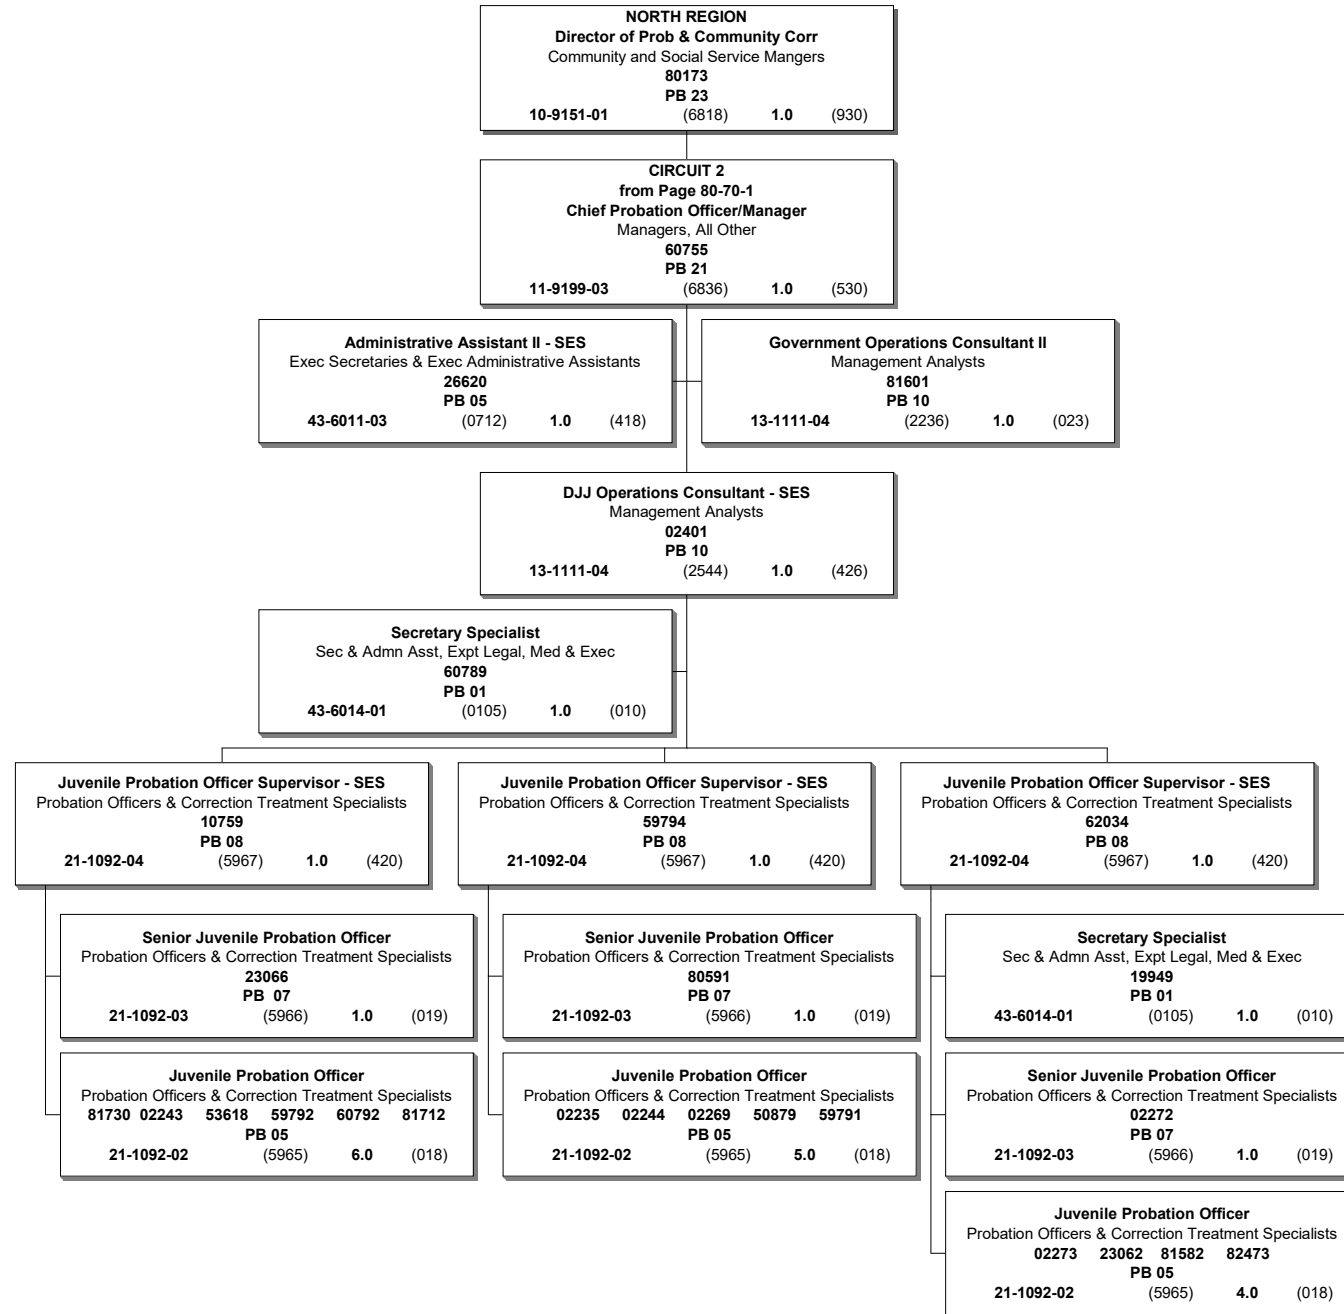 NORTH REGION
Director of Prob & Community Corr
Community and Social Service Mangers
80173
PB 23
10-9151-01 (6818) 1.0 (930)
CIRCUIT 2
from Page 80-70-1
Chief Probation Officer/Manager
Managers, All Other
60755
PB 21
11-9199-03 (6836) 1.0 (530)
Administrative Assistant II - SES
Exec Secretaries & Exec Administrative Assistants
26620
PB 05
43-6011-03 (0712) 1.0 (418)
Government Operations Consultant II
Management Analysts
81601
PB 10
13-1111-04 (2236) 1.0 (023)
DJJ Operations Consultant - SES
Management Analysts
02401
PB 10
13-1111-04 (2544) 1.0 (426)
Secretary Specialist
Sec & Admn Asst, Expt Legal, Med & Exec
60789
PB 01
43-6014-01 (0105) 1.0 (010)
Juvenile Probation Officer Supervisor - SES
Probation Officers & Correction Treatment Specialists
10759
PB 08
21-1092-04 (5967) 1.0 (420)
Senior Juvenile Probation Officer
Probation Officers & Correction Treatment Specialists
23066
PB 07
21-1092-03 (5966) 1.0 (019)
Juvenile Probation Officer
Probation Officers & Correction Treatment Specialists
81730 02243 53618 59792 60792 81712
PB 05
21-1092-02 (5965) 6.0 (018)
Juvenile Probation Officer Supervisor - SES
Probation Officers & Correction Treatment Specialists
59794
PB 08
21-1092-04 (5967) 1.0 (420)
Senior Juvenile Probation Officer
Probation Officers & Correction Treatment Specialists
80591
PB 07
21-1092-03 (5966) 1.0 (019)
Juvenile Probation Officer
Probation Officers & Correction Treatment Specialists
02235 02244 02269 50879 59791
PB 05
21-1092-02 (5965) 5.0 (018)
Juvenile Probation Officer Supervisor - SES
Probation Officers & Correction Treatment Specialists
62034
PB 08
21-1092-04 (5967) 1.0 (420)
Secretary Specialist
Sec & Admn Asst, Expt Legal, Med & Exec
19949
PB 01
43-6014-01 (0105) 1.0 (010)
Senior Juvenile Probation Officer
Probation Officers & Correction Treatment Specialists
02272
PB 07
21-1092-03 (5966) 1.0 (019)
Juvenile Probation Officer
Probation Officers & Correction Treatment Specialists
02273 23062 81582 82473
PB 05
21-1092-02 (5965) 4.0 (018)